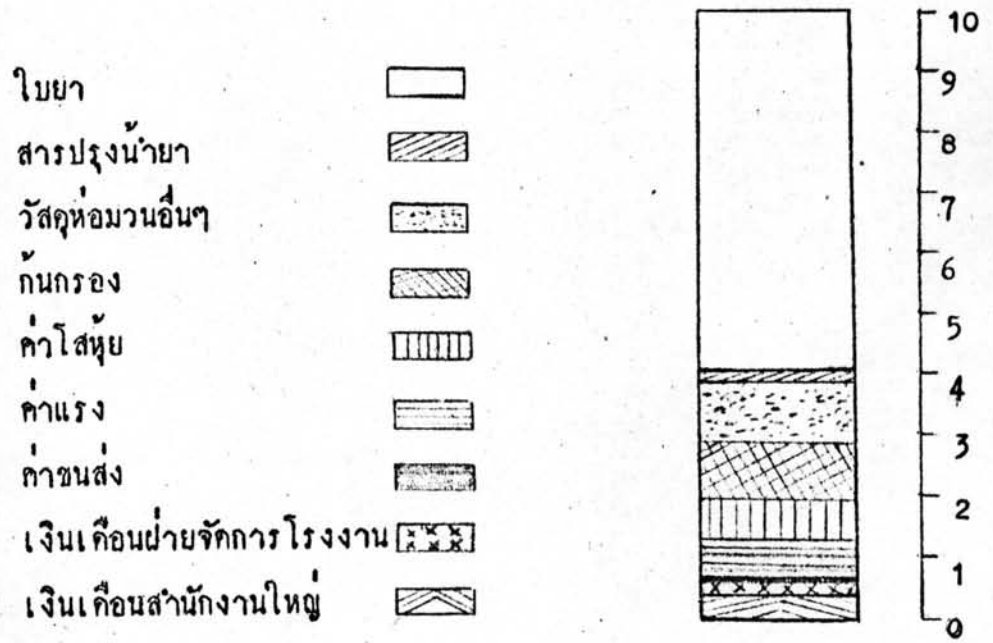 ใบยา
สารปรุงน้ำยา
วัสดุห่อมวนอื่นๆ
ก้นกรอง
ค่าโสหุ้ย
ค่าแรง
ค่าขนส่ง
เงินเดือนฝ่ายจัดการโรงงาน
เงินเดือนสำนักงานใหญ่
10
9
8
7
6
5
4
3
2
1
0